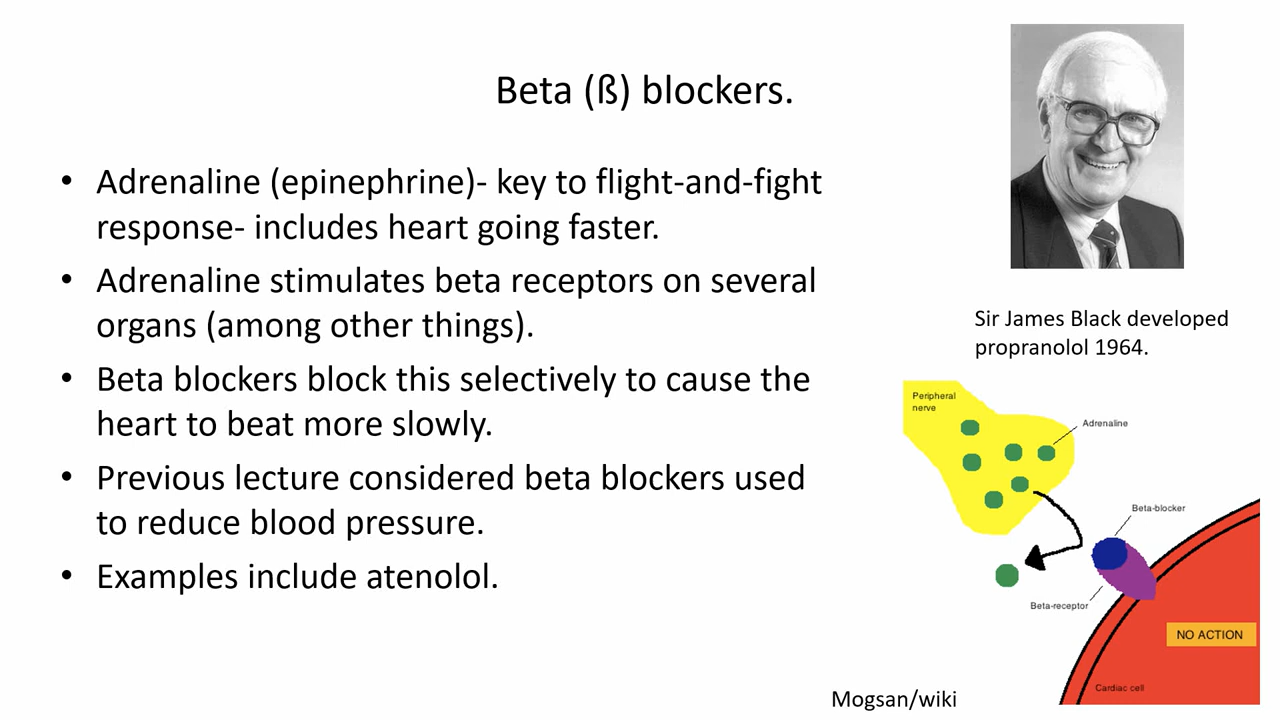 Beta (ß) blockers.
• Adrenaline (epinephrine)- key to flight-and-fight
response- includes heart going faster.
• Adrenaline stimulates beta receptors on several
organs (among other things).
• Beta blockers block this selectively to cause the
heart to beat more slowly.
• Previous lecture considered beta blockers used
to reduce blood pressure.
• Examples include atenolol.
Sir James Black developed
propranolol 1964.
Peripheral
nerve
Adrenaline
Beta-blocker
Beta-receptor
NO ACTION
Cardiac cell
Mogsan/wiki